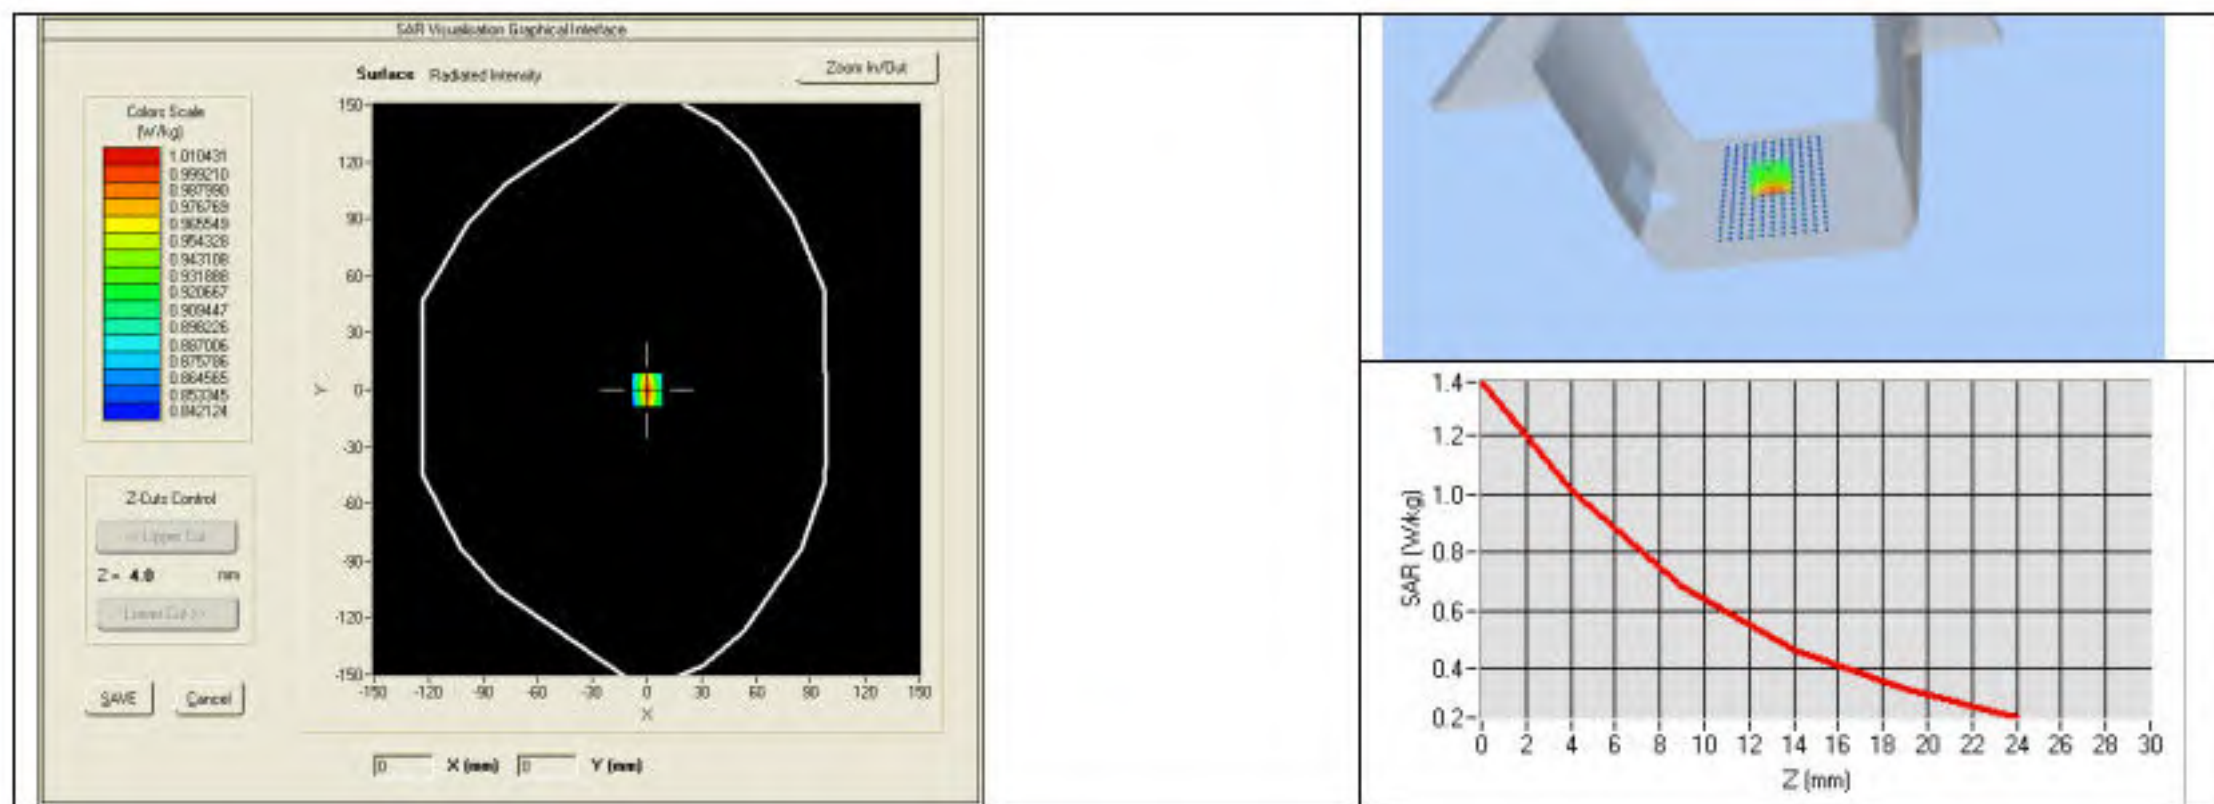 SAR Visualisation Graphical Interface
Surface Radiated Intensity
Zoom In/Out
Colors Scale
(W/kg)
1.010431
0.999210
0.987990
0.976769
0.965549
0.954328
0.943108
0.931888
0.920667
0.909447
0.898226
0.887006
0.875786
0.864565
0.853345
0.842124
Z-Cuts Control
<< Upper Cut
Z = 4.0 mm
Lower Cut >>
SAVE Cancel
150
120
90
60
30
0
-30
-60
-90
-120
-150
Y
-150 -120 -90 -60 -30 0 30 60 90 120 150
X
0 X (mm) 0 Y (mm)
1.4
1.2
1.0
0.8
0.6
0.4
0.2
SAR (W/kg)
0 2 4 6 8 10 12 14 16 18 20 22 24 26 28 30
Z (mm)